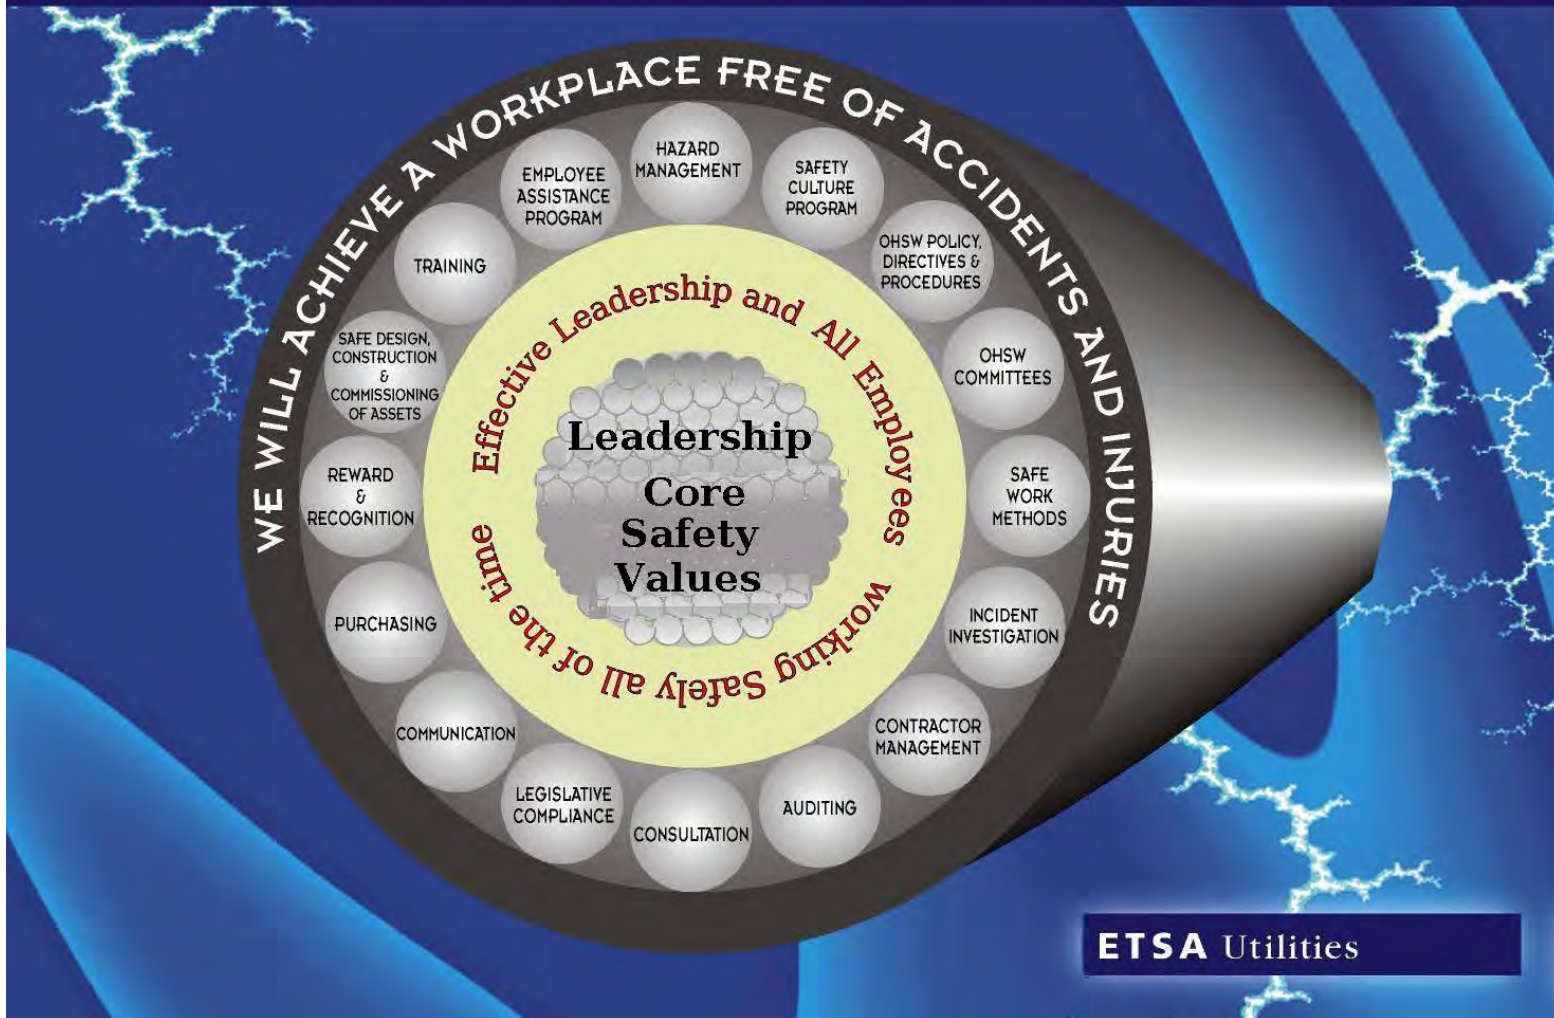 WE WILL ACHIEVE A WORKPLACE FREE OF ACCIDENTS AND INJURIES
HAZARD
MANAGEMENT
SAFETY
CULTURE
PROGRAM
OHSW POLICY,
DIRECTIVES &
PROCEDURES
OHSW
COMMITTEES
SAFE
WORK
METHODS
INCIDENT
INVESTIGATION
CONTRACTOR
MANAGEMENT
AUDITING
CONSULTATION
LEGISLATIVE
COMPLIANCE
COMMUNICATION
PURCHASING
REWARD
&
RECOGNITION
SAFE DESIGN,
CONSTRUCTION
&
COMMISSIONING
OF ASSETS
TRAINING
EMPLOYEE
ASSISTANCE
PROGRAM
Effective Leadership and All Employees working Safely all of the time
Leadership
Core
Safety
Values
ETSA Utilities